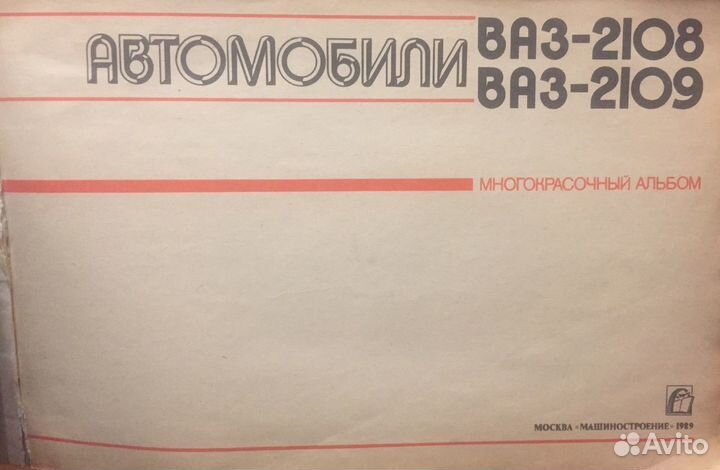 АВТОМОБИЛИ
ВАЗ-2108
ВАЗ-2109
МНОГОКРАСОЧНЫЙ АЛЬБОМ
МОСКВА «МАШИНОСТРОЕНИЕ» 1989
Avito